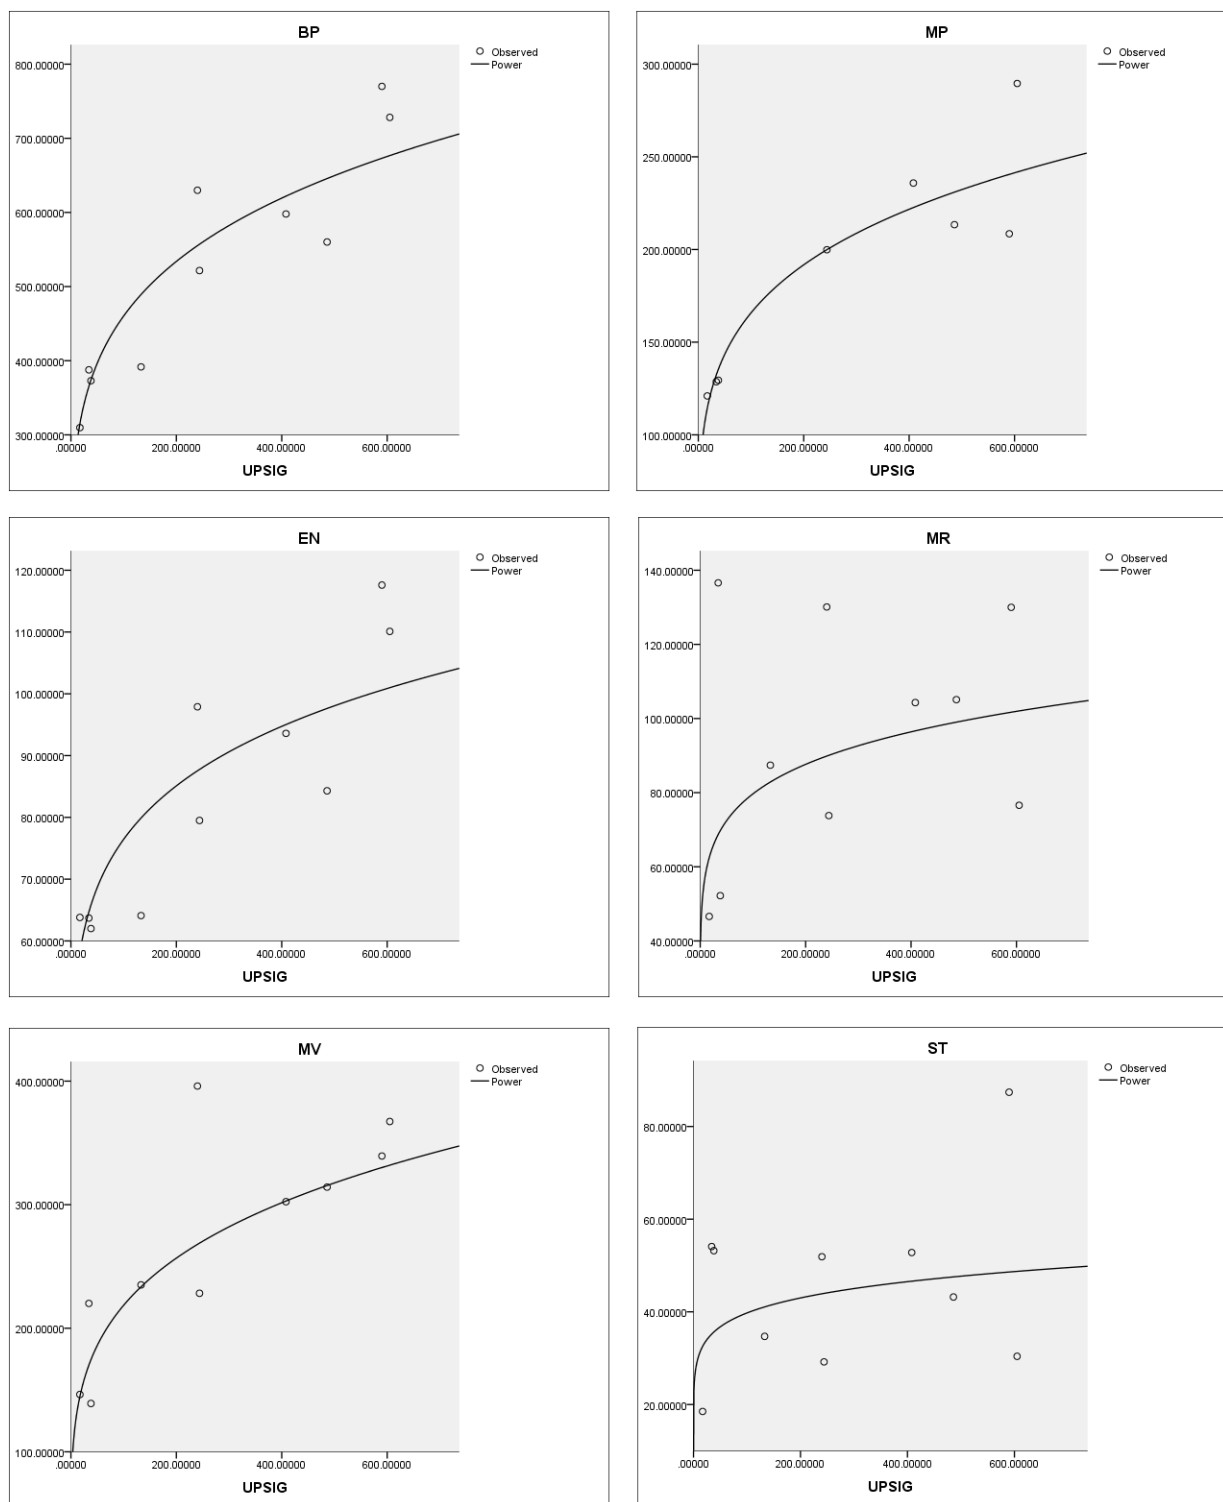 BP
Observed
Power
800.00000
700.00000
600.00000
500.00000
400.00000
300.00000
.00000 200.00000 400.00000 600.00000
UPSIG
MP
Observed
Power
300.00000
250.00000
200.00000
150.00000
100.00000
.00000 200.00000 400.00000 600.00000
UPSIG
EN
Observed
Power
120.00000
110.00000
100.00000
90.00000
80.00000
70.00000
60.00000
.00000 200.00000 400.00000 600.00000
UPSIG
MR
Observed
Power
140.00000
120.00000
100.00000
80.00000
60.00000
40.00000
.00000 200.00000 400.00000 600.00000
UPSIG
MV
Observed
Power
400.00000
300.00000
200.00000
100.00000
.00000 200.00000 400.00000 600.00000
UPSIG
ST
Observed
Power
80.00000
60.00000
40.00000
20.00000
.00000 200.00000 400.00000 600.00000
UPSIG